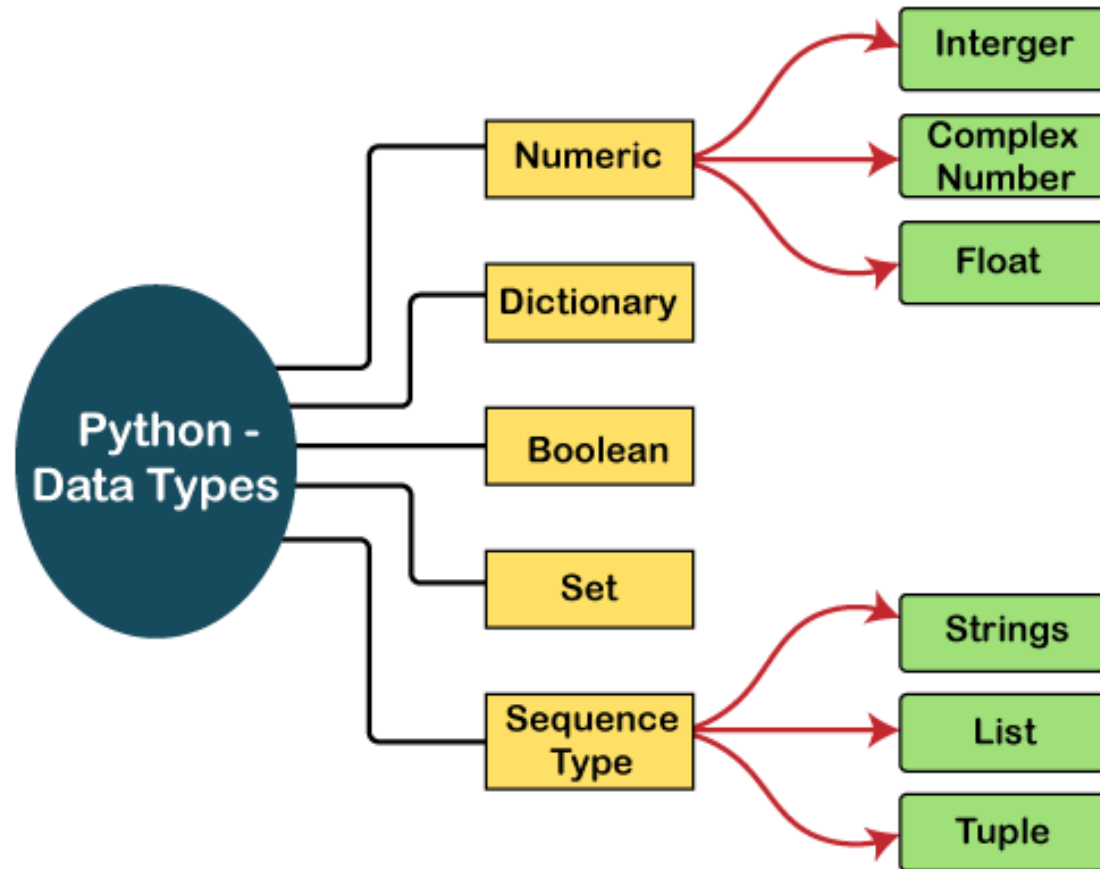 Python -
Data Types
Numeric
Dictionary
Boolean
Set
Sequence
Type
Interger
Complex
Number
Float
Strings
List
Tuple